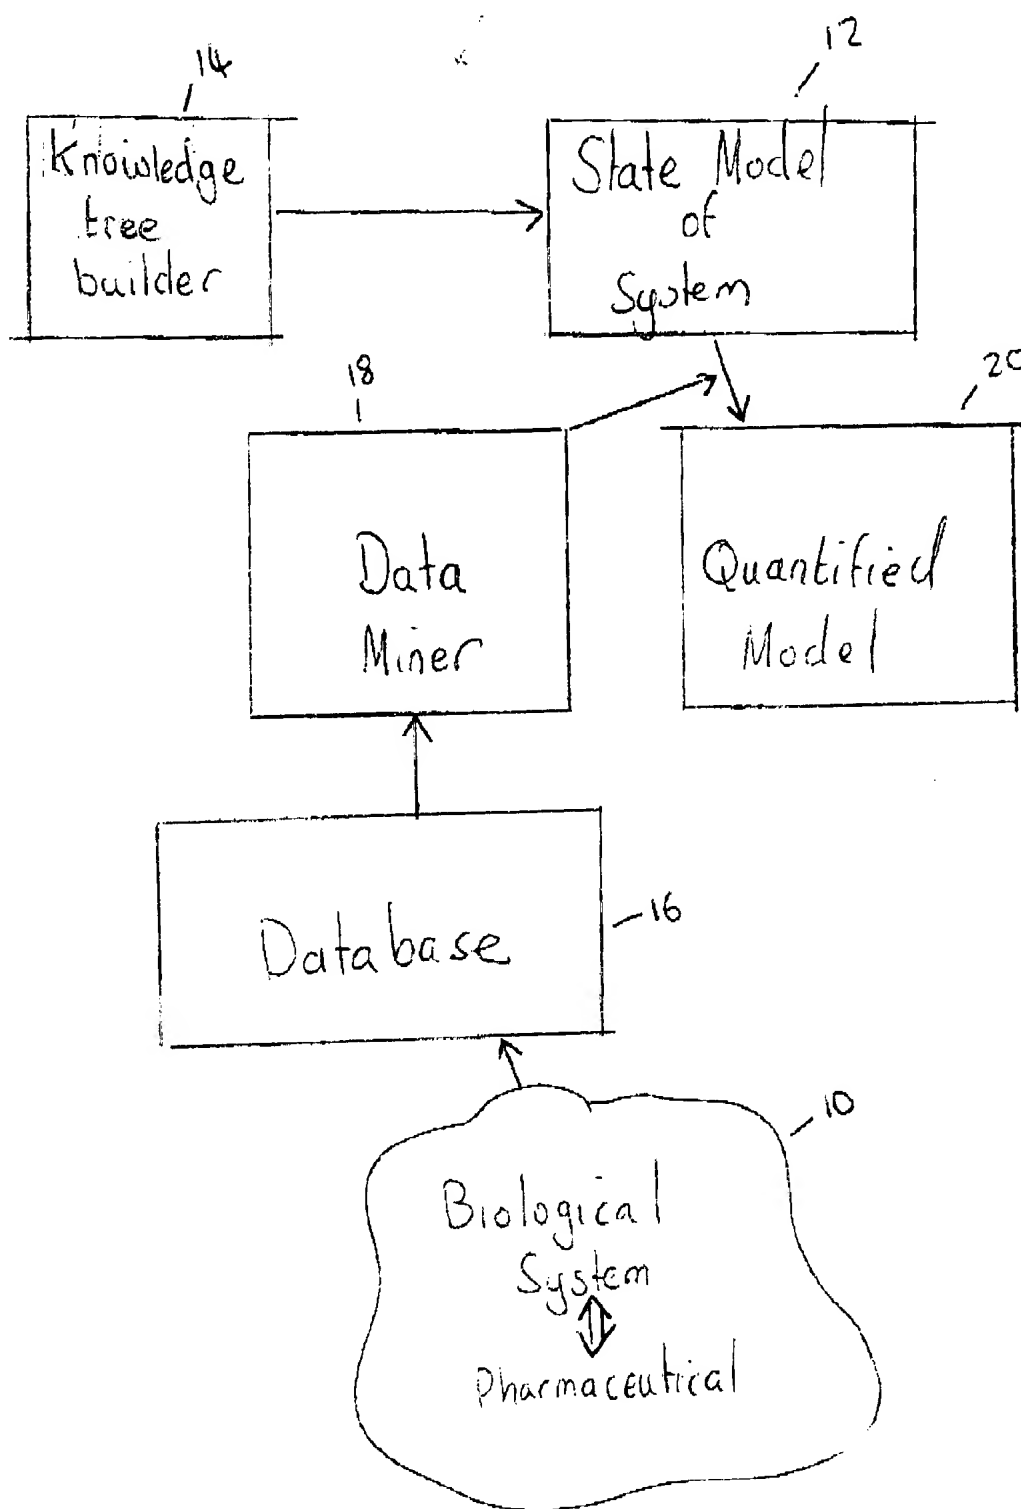 14
12
Knowledge
tree
builder
State Model
of
System
18
20
Data
Miner
Quantified
Model
Database
16
10
Biological
System
Pharmaceutical